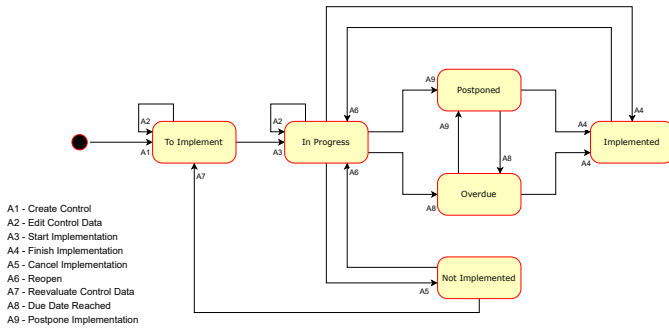 A4
A6
A9
Postponed
A2
A2
A9
A8
A4
To Implement
In Progress
Implemented
A1
A3
A4
A7
A6
Overdue
A8
Not Implemented
A5
A1 - Create Control
A2 - Edit Control Data
A3 - Start Implementation
A4 - Finish Implementation
A5 - Cancel Implementation
A6 - Reopen
A7 - Reevaluate Control Data
A8 - Due Date Reached
A9 - Postpone Implementation